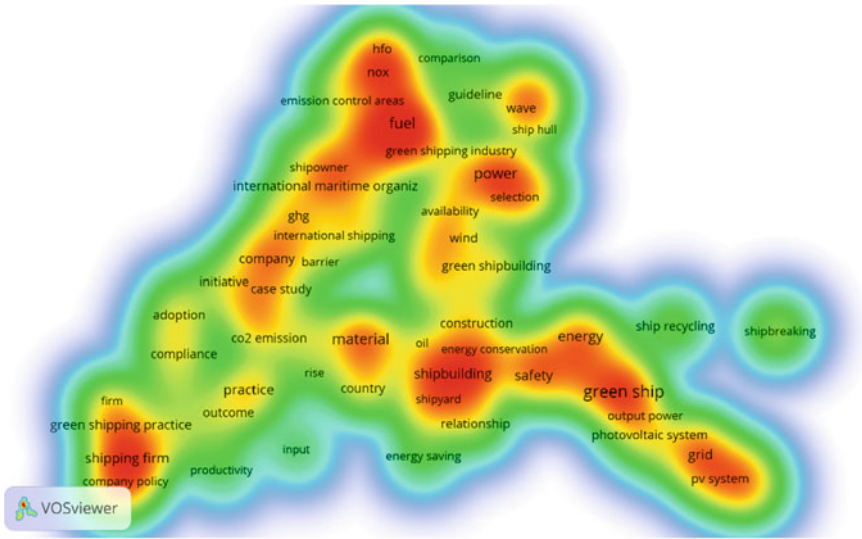 hfo
comparison
nox
guideline
emission control areas
wave
fuel
ship hull
green shipping industry
shipowner
power
international maritime organiz
selection
availability
ghg
international shipping
wind
company
barrier
green shipbuilding
initiative
case study
adoption
construction
ship recycling
shipbreaking
co2 emission
material
oil
energy
compliance
energy conservation
rise
shipbuilding
safety
practice
country
green ship
firm
shipyard
outcome
output power
green shipping practice
relationship
photovoltaic system
input
shipping firm
energy saving
grid
productivity
company policy
pv system
VOSviewer